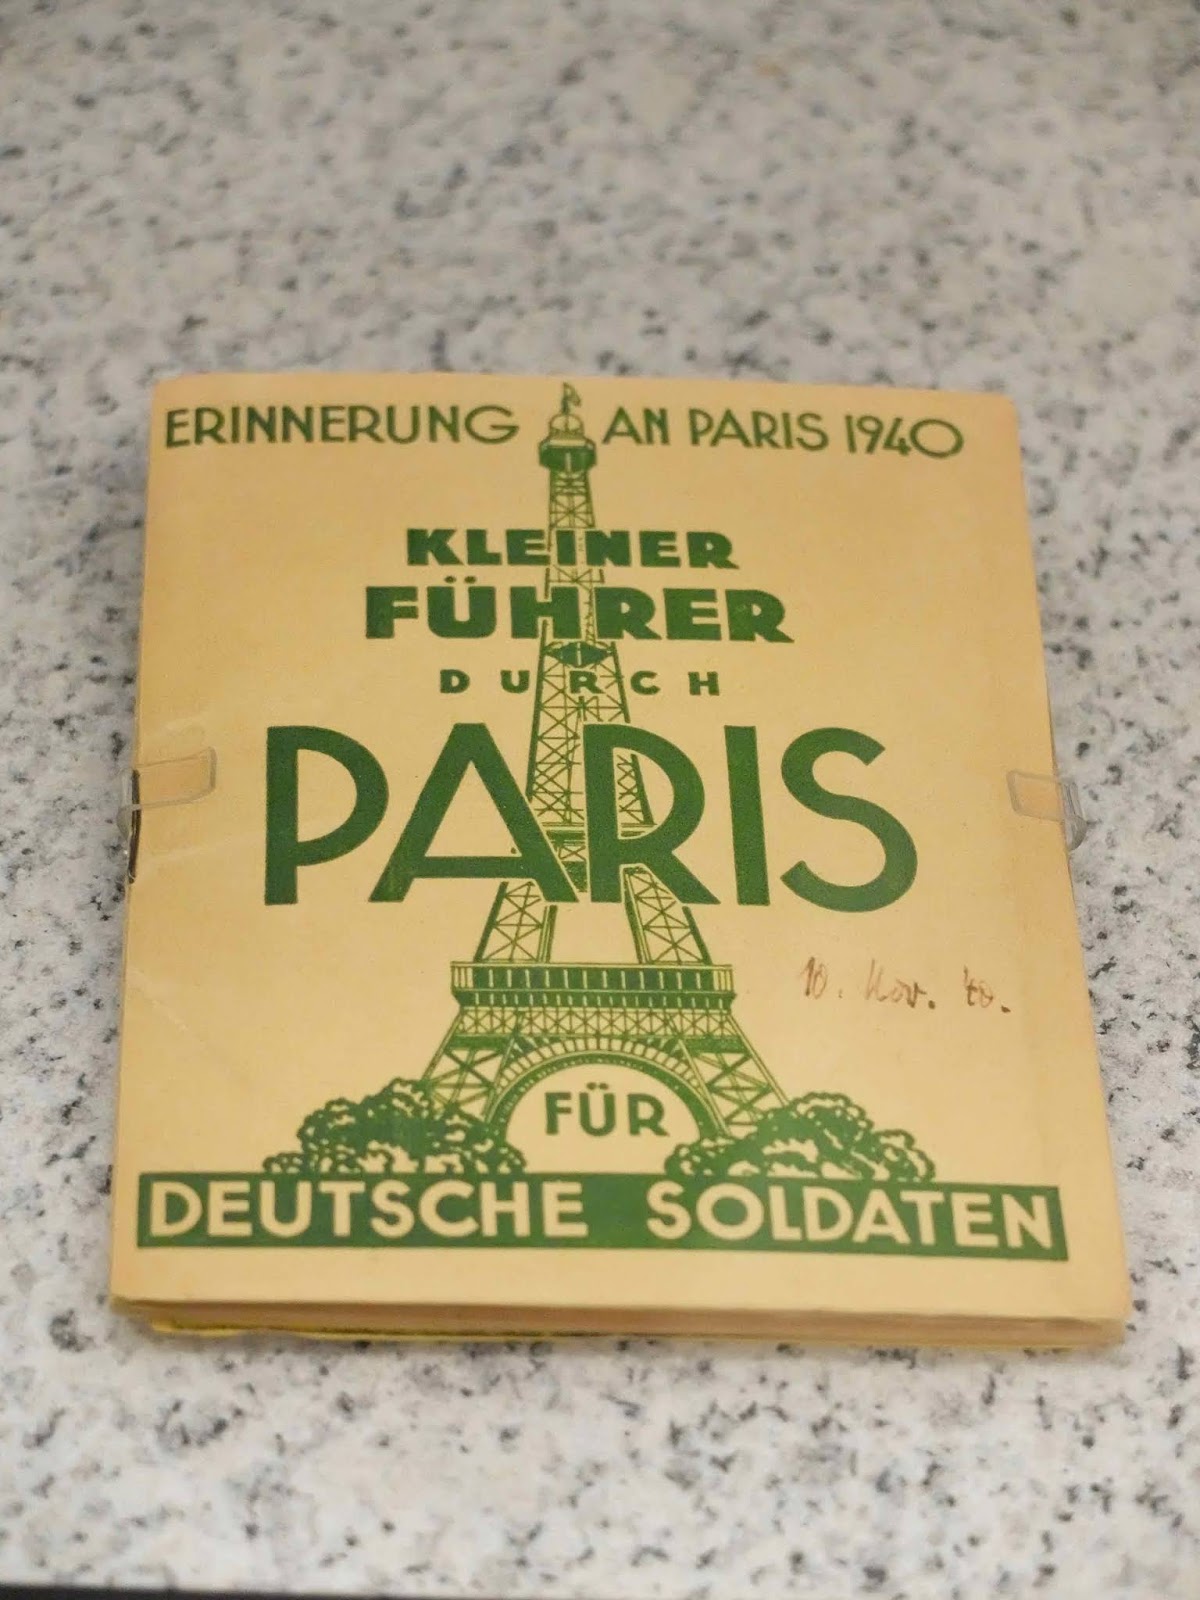 ERINNERUNG AN PARIS 1940
KLEINER
FÜHRER
DURCH
PARIS
10. Nov. 40.
FÜR
DEUTSCHE SOLDATEN